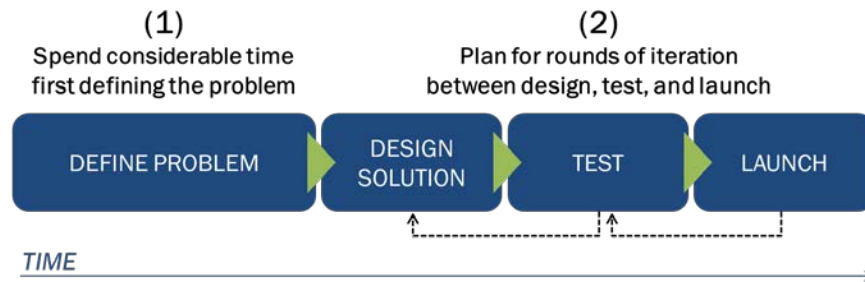 (1)
Spend considerable time
first defining the problem
(2)
Plan for rounds of iteration
between design, test, and launch
DEFINE PROBLEM
DESIGN
SOLUTION
TEST
LAUNCH
TIME